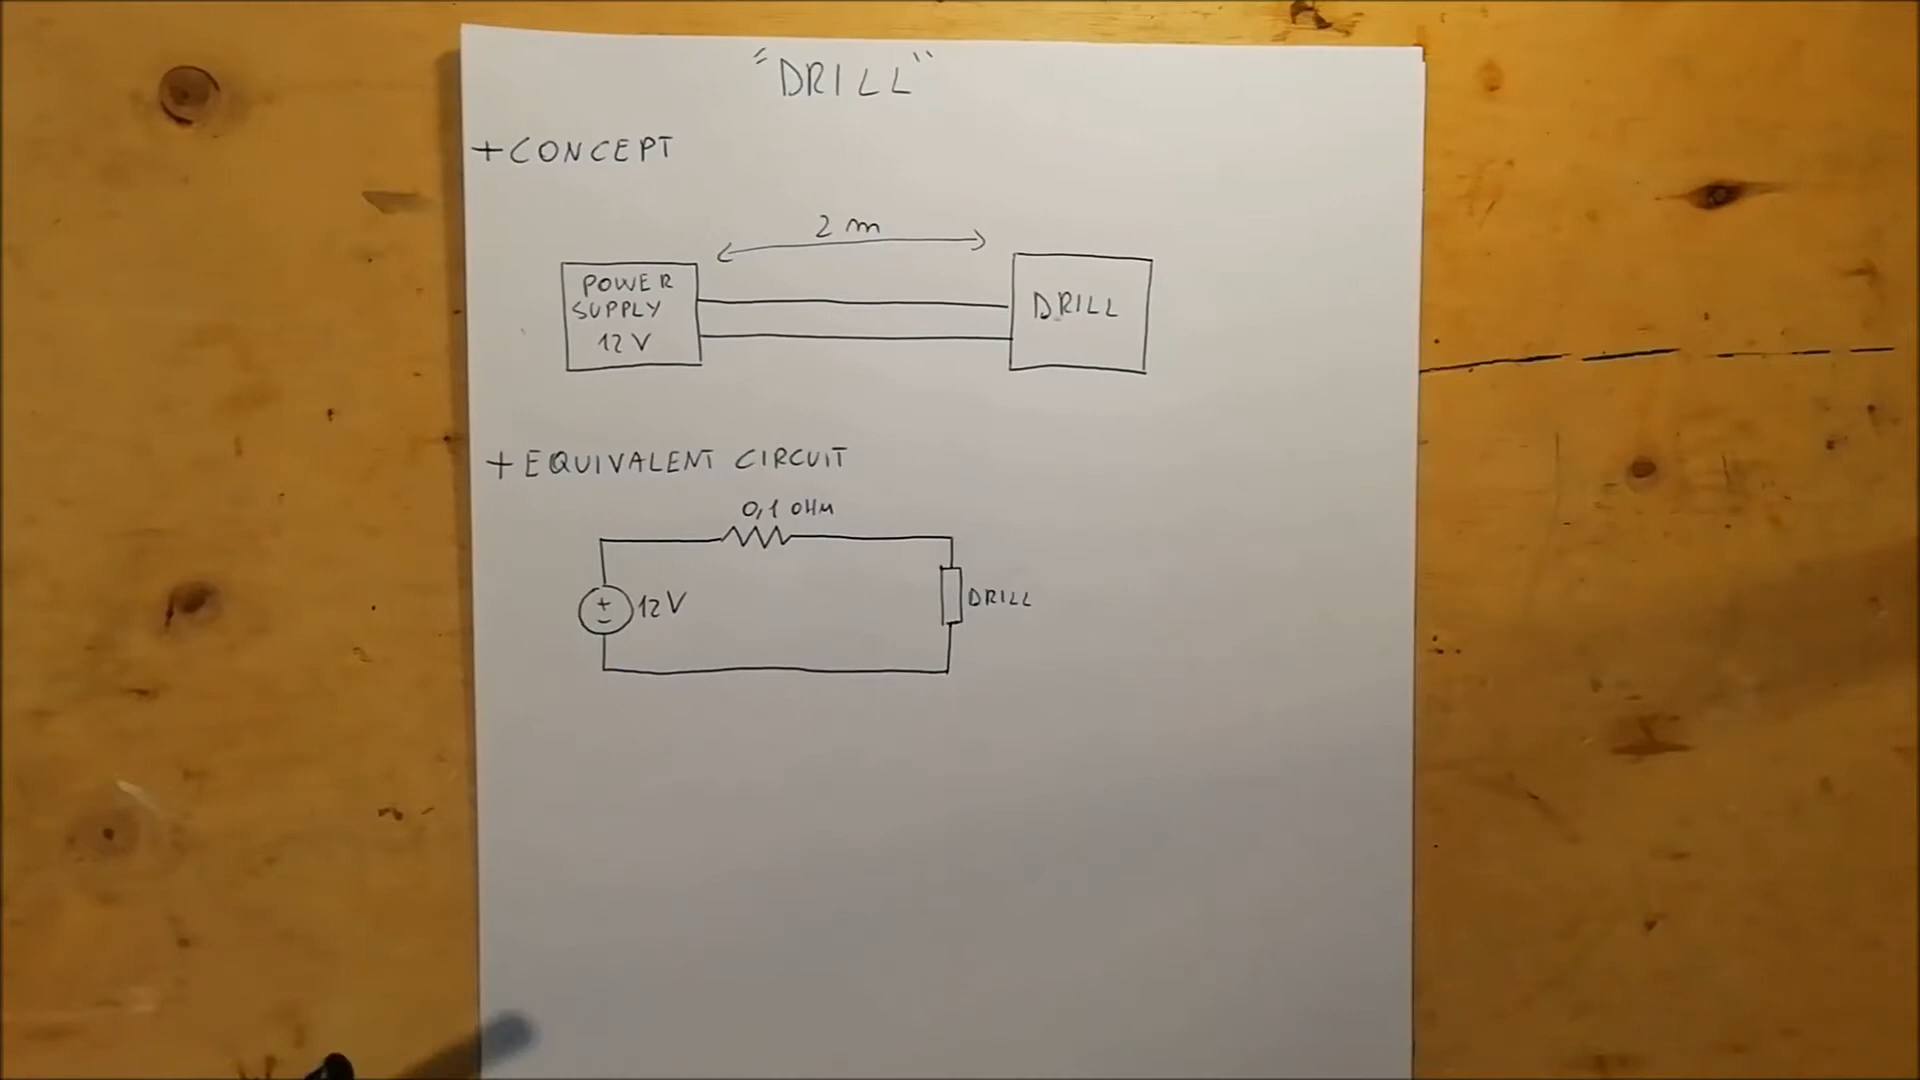 "DRILL"
+CONCEPT
2 m
POWER
SUPPLY
12 V
DRILL
+ EQUIVALENT CIRCUIT
0,1 OHM
+
-
12 V
DRILL